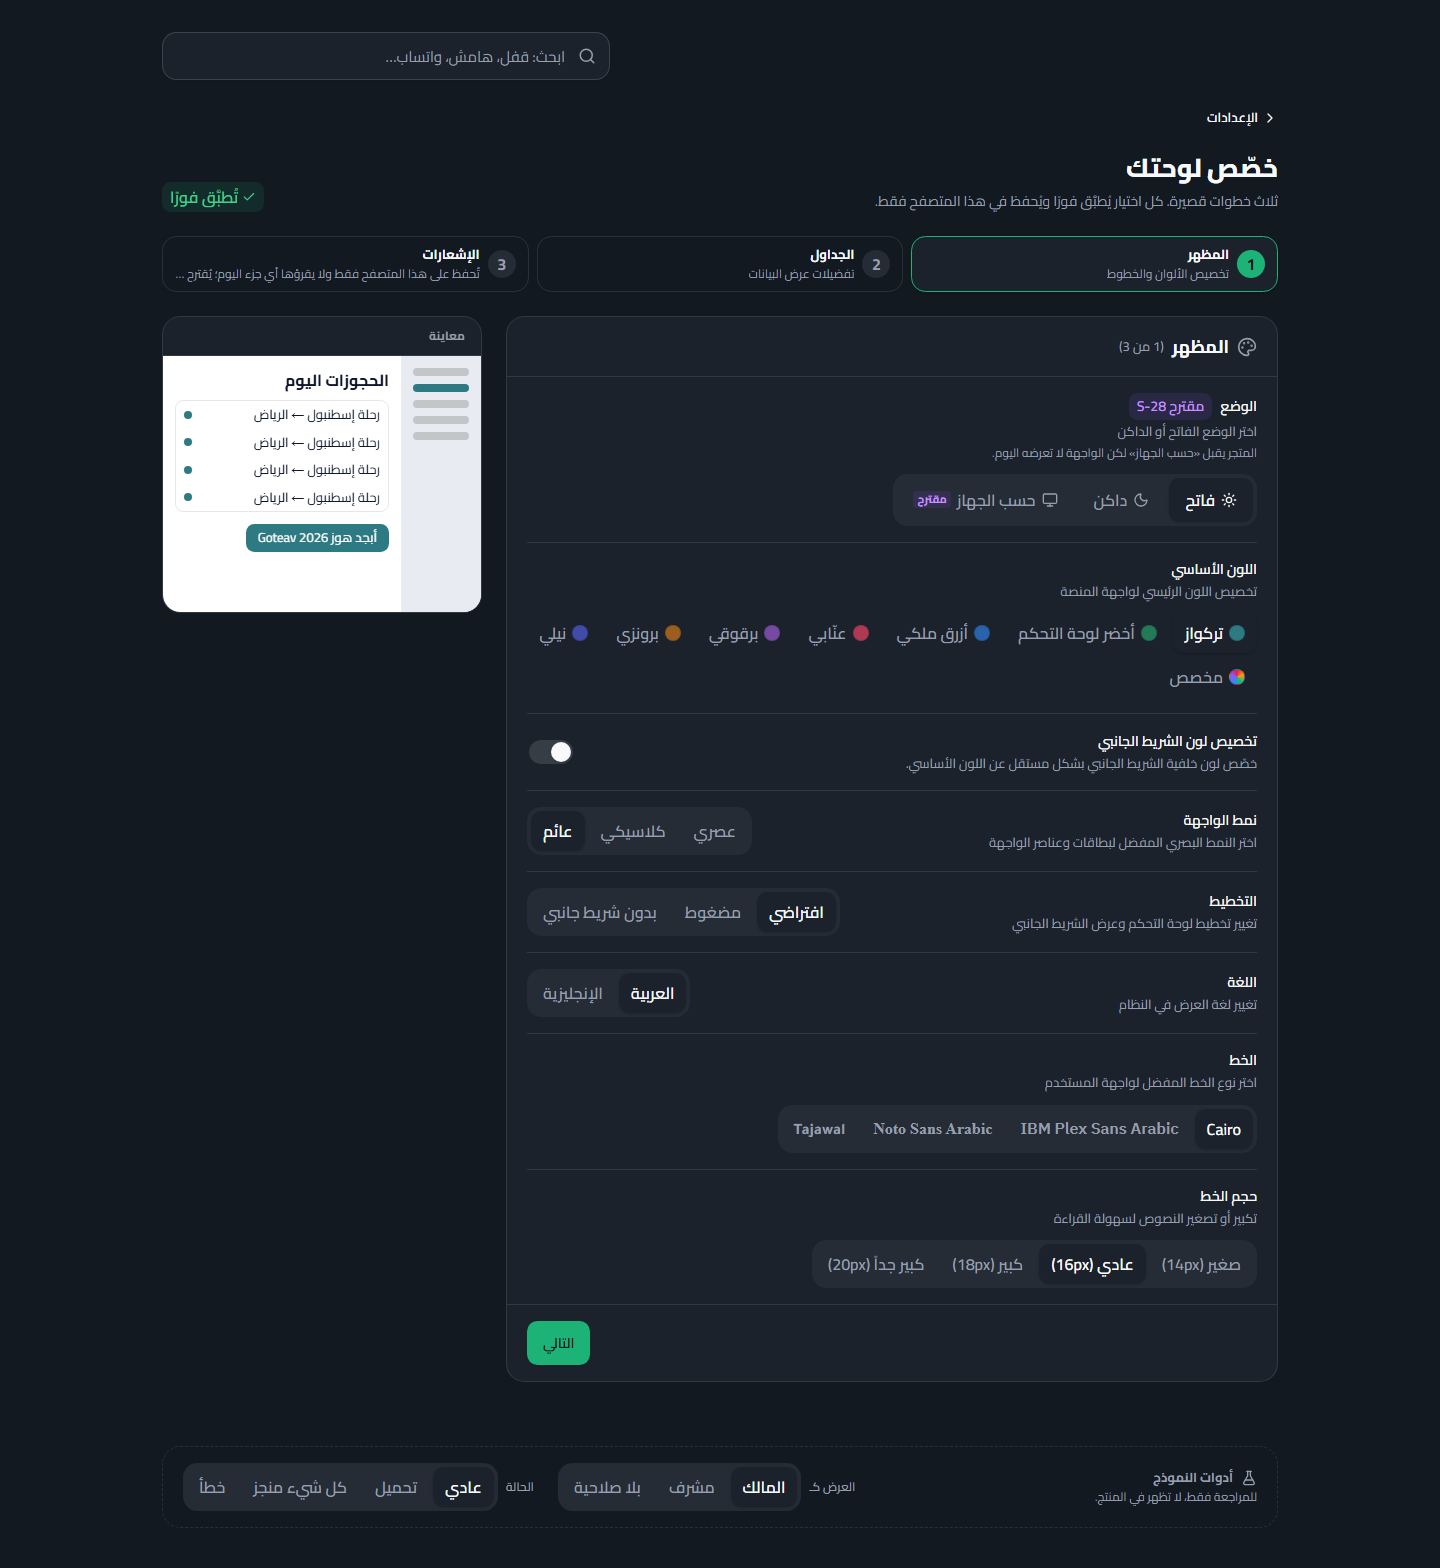 ابحث: قفل، هامش، واتساب...
الإعدادات
خصّص لوحتك
ثلاث خطوات قصيرة. كل اختيار يُطبَّق فورًا ويُحفظ في هذا المتصفح فقط.
تُطبَّق فورًا
1
المظهر
تخصيص الألوان والخطوط
2
الجداول
تفضيلات عرض البيانات
3
الإشعارات
تُحفظ على هذا المتصفح فقط ولا يقرؤها أي جزء اليوم؛ يُقترح ...
المظهر (1 من 3)
الوضع مقترح S-28
اختر الوضع الفاتح أو الداكن
المتجر يقبل «حسب الجهاز» لكن الواجهة لا تعرضه اليوم.
فاتح داكن حسب الجهاز مقترح
اللون الأساسي
تخصيص اللون الرئيسي لواجهة المنصة
تركواز أخضر لوحة التحكم أزرق ملكي عنّابي برقوقي برونزي نيلي
مخصص
تخصيص لون الشريط الجانبي
خصّص لون خلفية الشريط الجانبي بشكل مستقل عن اللون الأساسي.
نمط الواجهة
اختر النمط البصري المفضل لبطاقات وعناصر الواجهة
عصري كلاسيكي عائم
التخطيط
تغيير تخطيط لوحة التحكم وعرض الشريط الجانبي
افتراضي مضغوط بدون شريط جانبي
اللغة
تغيير لغة العرض في النظام
العربية الإنجليزية
الخط
اختر نوع الخط المفضل لواجهة المستخدم
Cairo IBM Plex Sans Arabic Noto Sans Arabic Tajawal
حجم الخط
تكبير أو تصغير النصوص لسهولة القراءة
صغير (14px) عادي (16px) كبير (18px) كبير جداً (20px)
التالي
معاينة
الحجوزات اليوم
رحلة إسطنبول ← الرياض
رحلة إسطنبول ← الرياض
رحلة إسطنبول ← الرياض
رحلة إسطنبول ← الرياض
أبجد هوز Goteav 2026
أدوات النموذج
للمراجعة فقط، لا تظهر في المنتج.
العرض كـ المالك مشرف بلا صلاحية
الحالة عادي تحميل كل شيء منجز خطأ